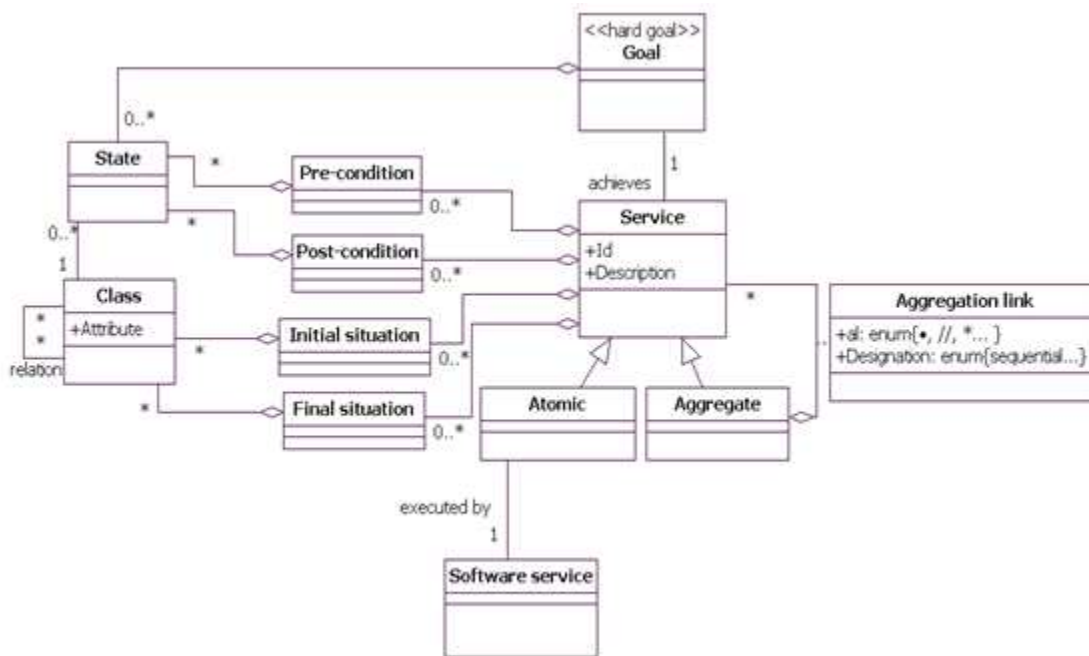 <<hard goal>>
Goal
0..*
State
*
Pre-condition
0..*
1
achieves
Service
+Id
+Description
*
Post-condition
0..*
0..*
1
Class
+Attribute
*
*
relation
*
Initial situation
0..*
*
Final situation
0..*
*
Aggregation link
+al: enum{•, //, *... }
+Designation: enum{sequential...}
Atomic
Aggregate
executed by
1
Software service